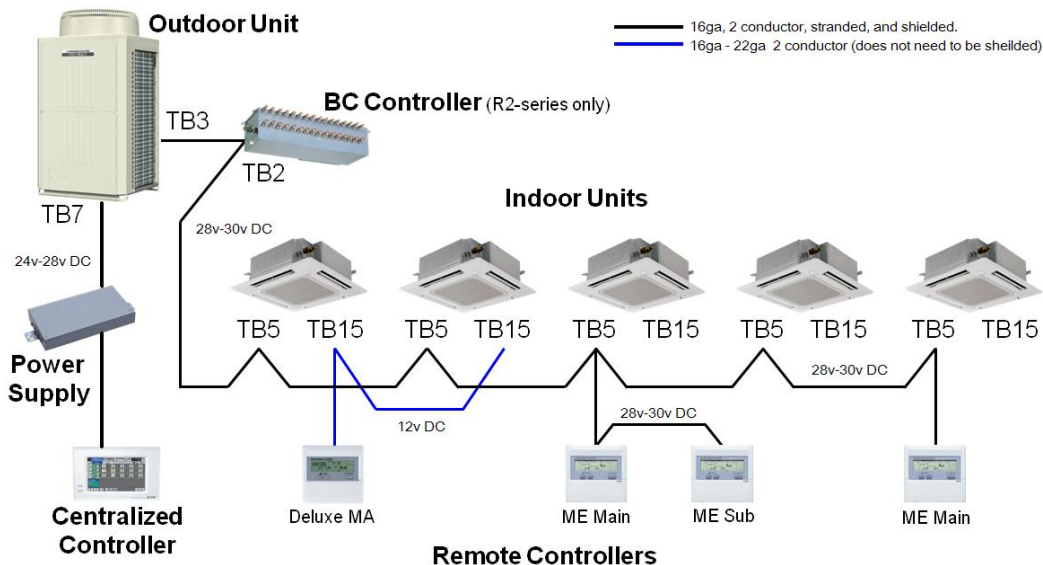 Outdoor Unit
16ga, 2 conductor, stranded, and shielded.
16ga - 22ga 2 conductor (does not need to be sheilded)
BC Controller (R2-series only)
TB3
TB2
TB7
Indoor Units
28v-30v DC
24v-28v DC
TB5 TB15 TB5 TB15 TB5 TB15 TB5 TB15 TB5 TB15
Power
Supply
28v-30v DC
12v DC
28v-30v DC
Deluxe MA
ME Main
ME Sub
ME Main
Centralized
Controller
Remote Controllers